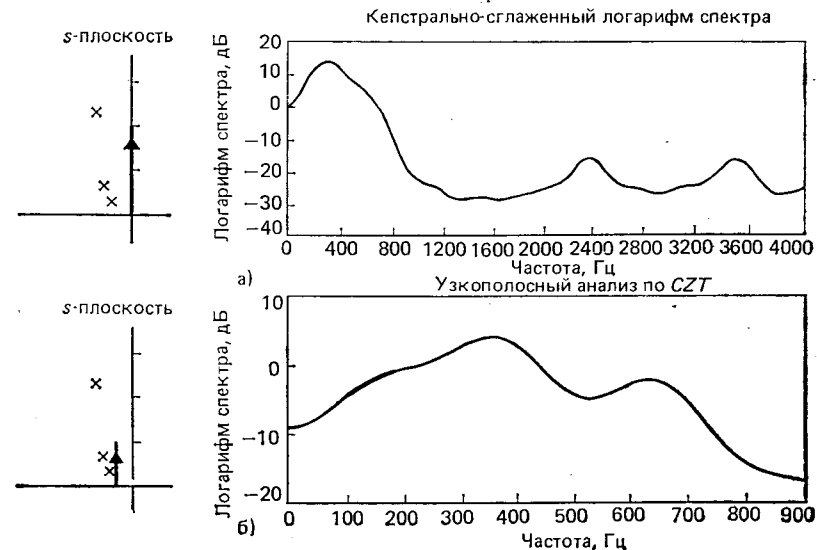 Кепстрально-сглаженный логарифм спектра
s-плоскость
Логарифм спектра, дБ
20
10
0
−10
−20
−30
−40
0 400 800 1200 1600 2000 2400 2800 3200 3600 4000
Частота, Гц
а)
Узкополосный анализ по CZT
s-плоскость
Логарифм спектра, дБ
10
0
−10
−20
0 100 200 300 400 500 600 700 800 900
Частота, Гц
б)